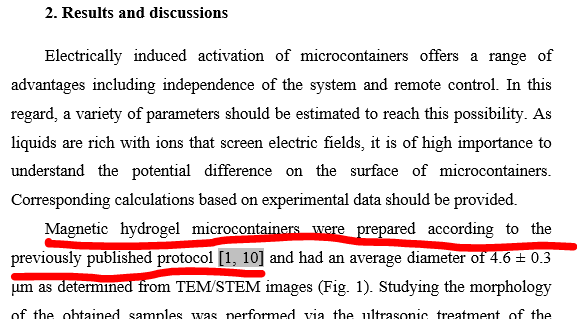 2. Results and discussions
Electrically induced activation of microcontainers offers a range of
advantages including independence of the system and remote control. In this
regard, a variety of parameters should be estimated to reach this possibility. As
liquids are rich with ions that screen electric fields, it is of high importance to
understand the potential difference on the surface of microcontainers.
Corresponding calculations based on experimental data should be provided.
Magnetic hydrogel microcontainers were prepared according to the
previously published protocol [1, 10] and had an average diameter of 4.6 ± 0.3
μm as determined from TEM/STEM images (Fig. 1). Studying the morphology
of the obtained samples was performed via the ultrasonic treatment of the